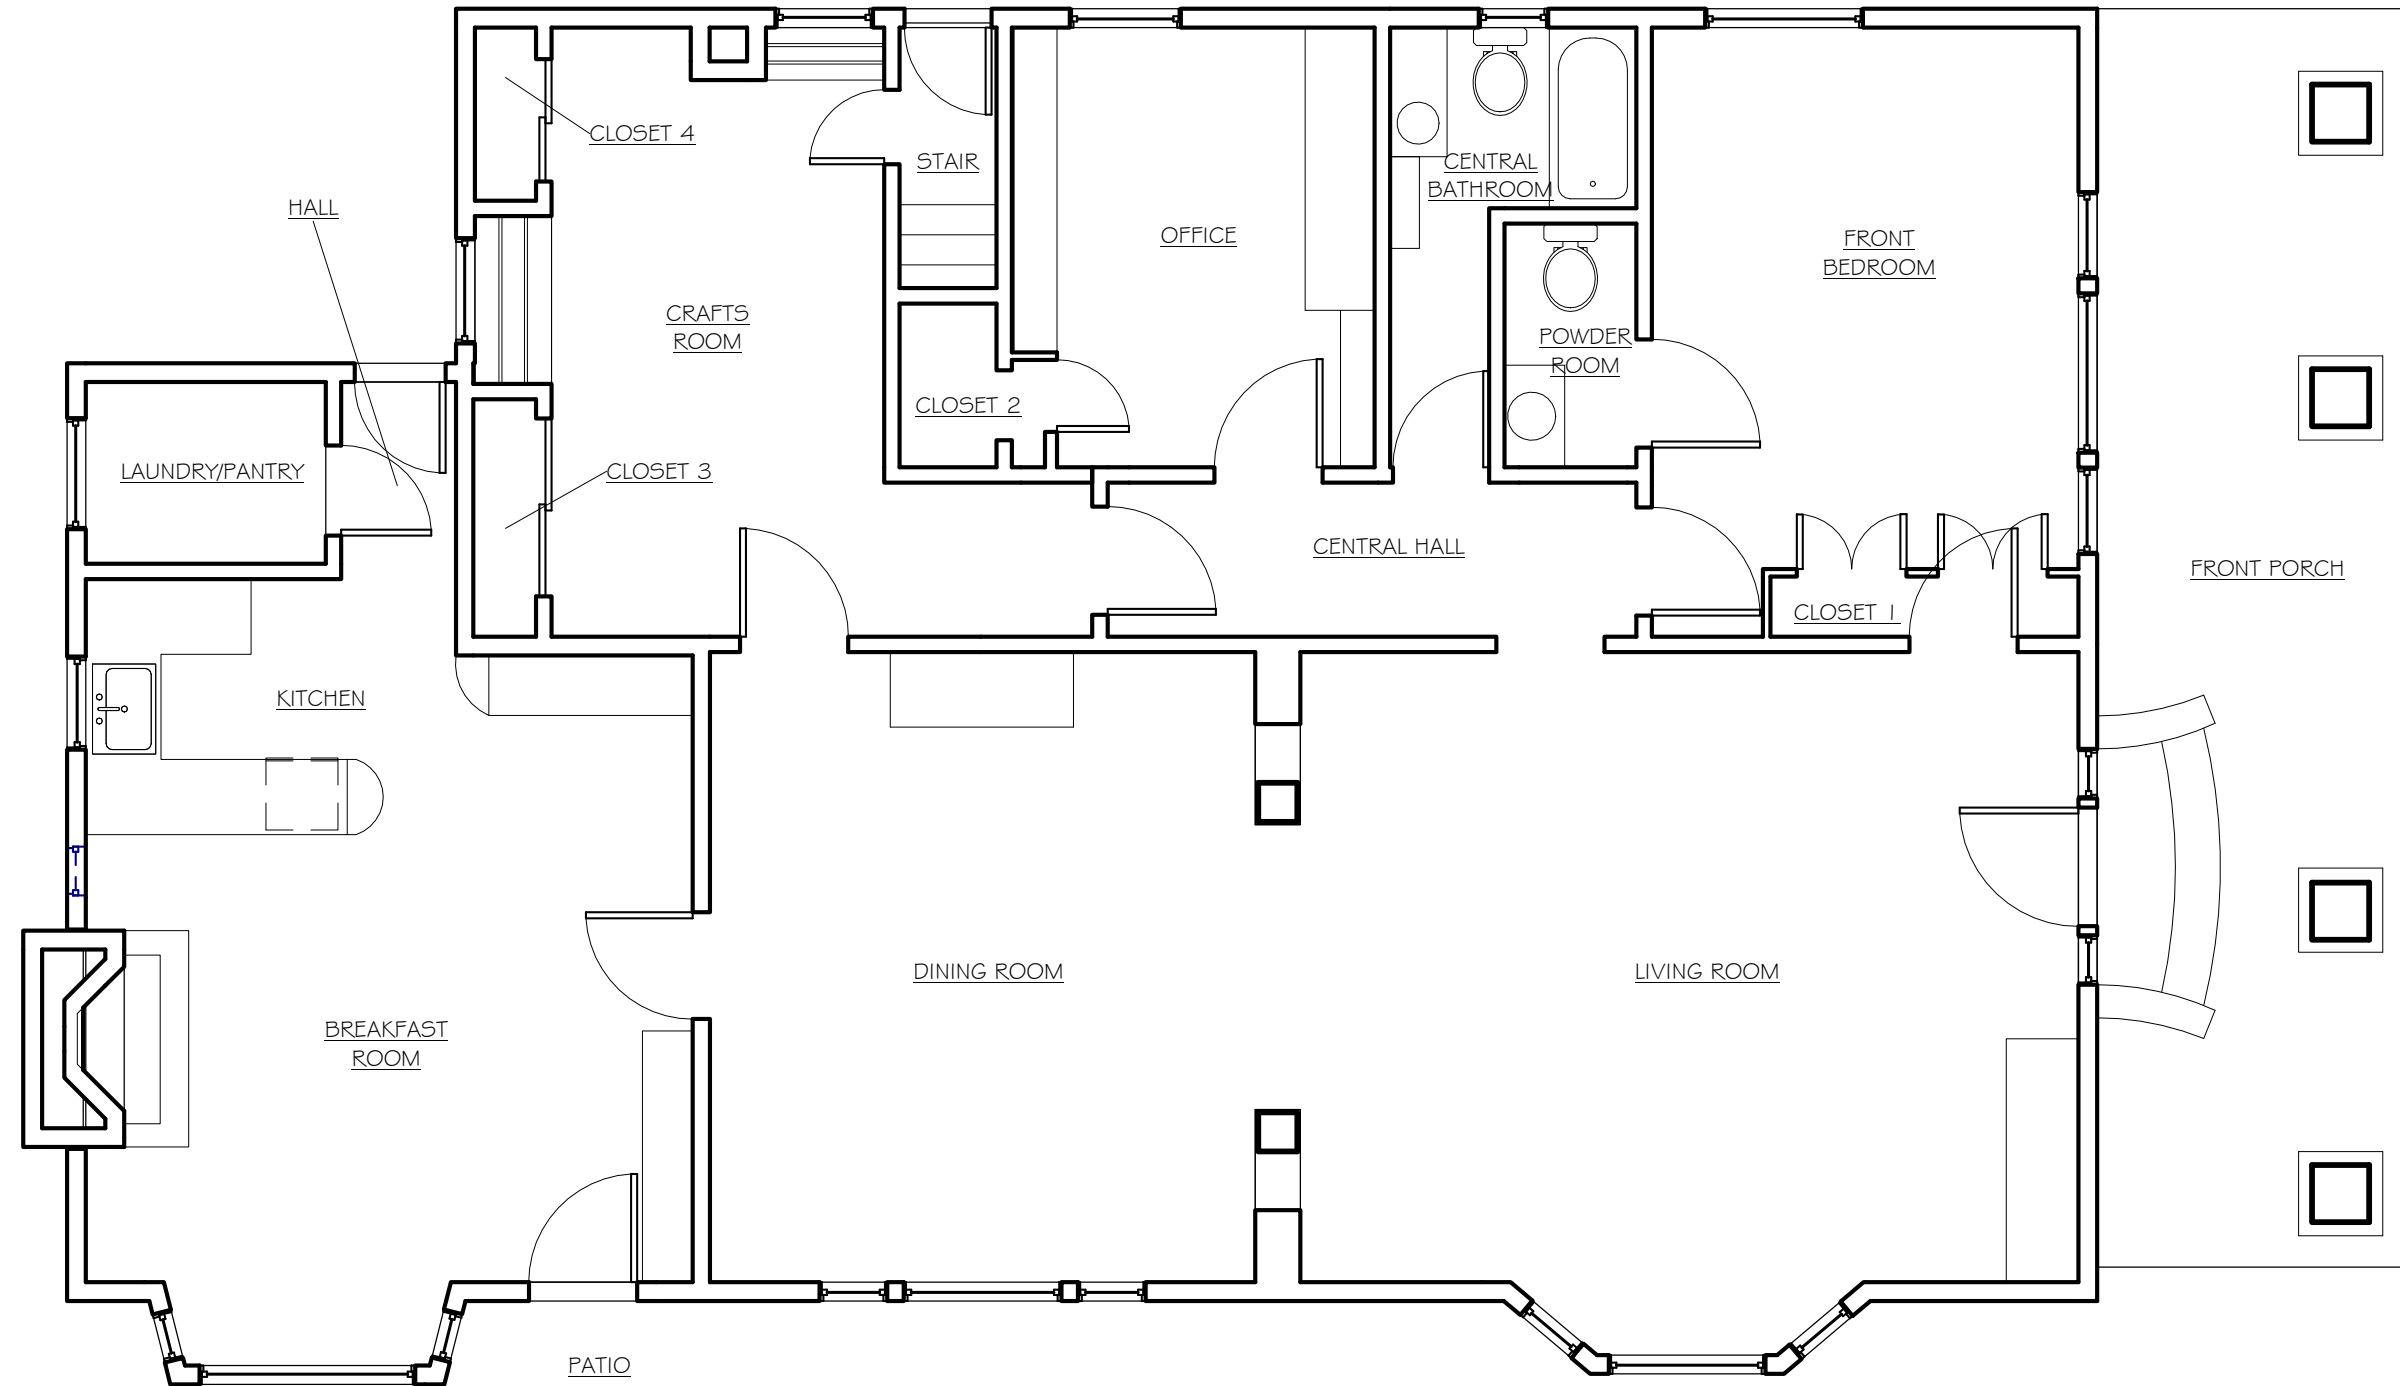 CLOSET 4
STAIR
CENTRAL
BATHROOM
HALL
OFFICE
FRONT
BEDROOM
CRAFTS
ROOM
POWDER
ROOM
CLOSET 2
LAUNDRY/PANTRY
CLOSET 3
CENTRAL HALL
FRONT PORCH
CLOSET 1
KITCHEN
DINING ROOM
LIVING ROOM
BREAKFAST
ROOM
PATIO